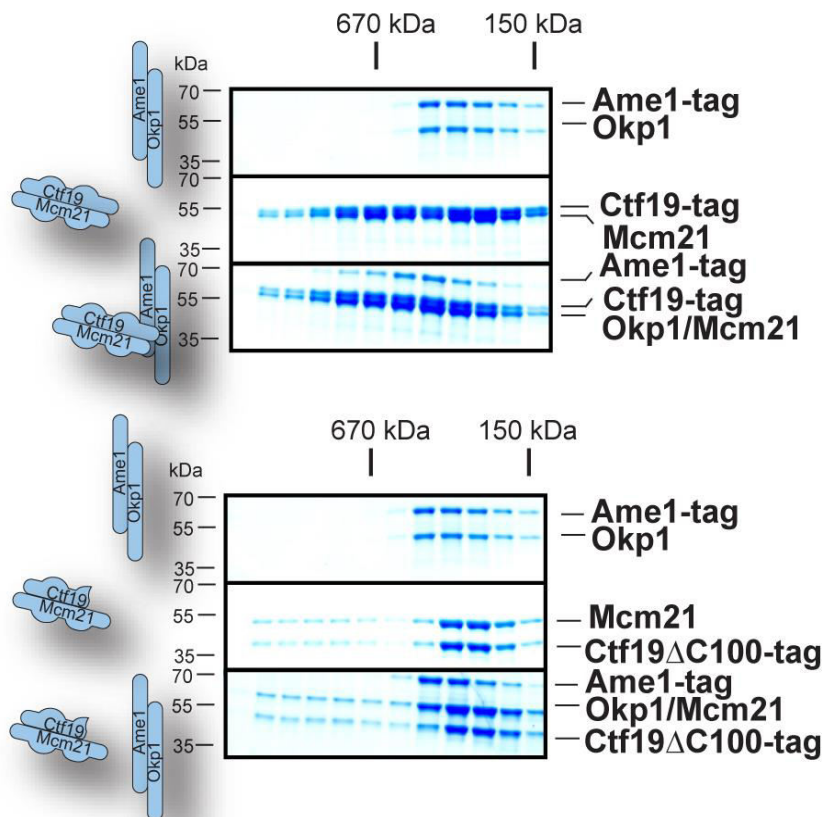 670 kDa 150 kDa
kDa
70
55
35
Ame1
Okp1
Ame1-tag
Okp1
70
55
35
Ctf19
Mcm21
Ctf19-tag
Mcm21
70
55
35
Ame1
Okp1
Ctf19
Mcm21
Ame1-tag
Ctf19-tag
Okp1/Mcm21
670 kDa 150 kDa
kDa
70
55
35
Ame1
Okp1
Ame1-tag
Okp1
70
55
35
Ctf19
Mcm21
Mcm21
Ctf19ΔC100-tag
70
55
35
Ctf19
Mcm21
Ame1
Okp1
Ame1-tag
Okp1/Mcm21
Ctf19ΔC100-tag